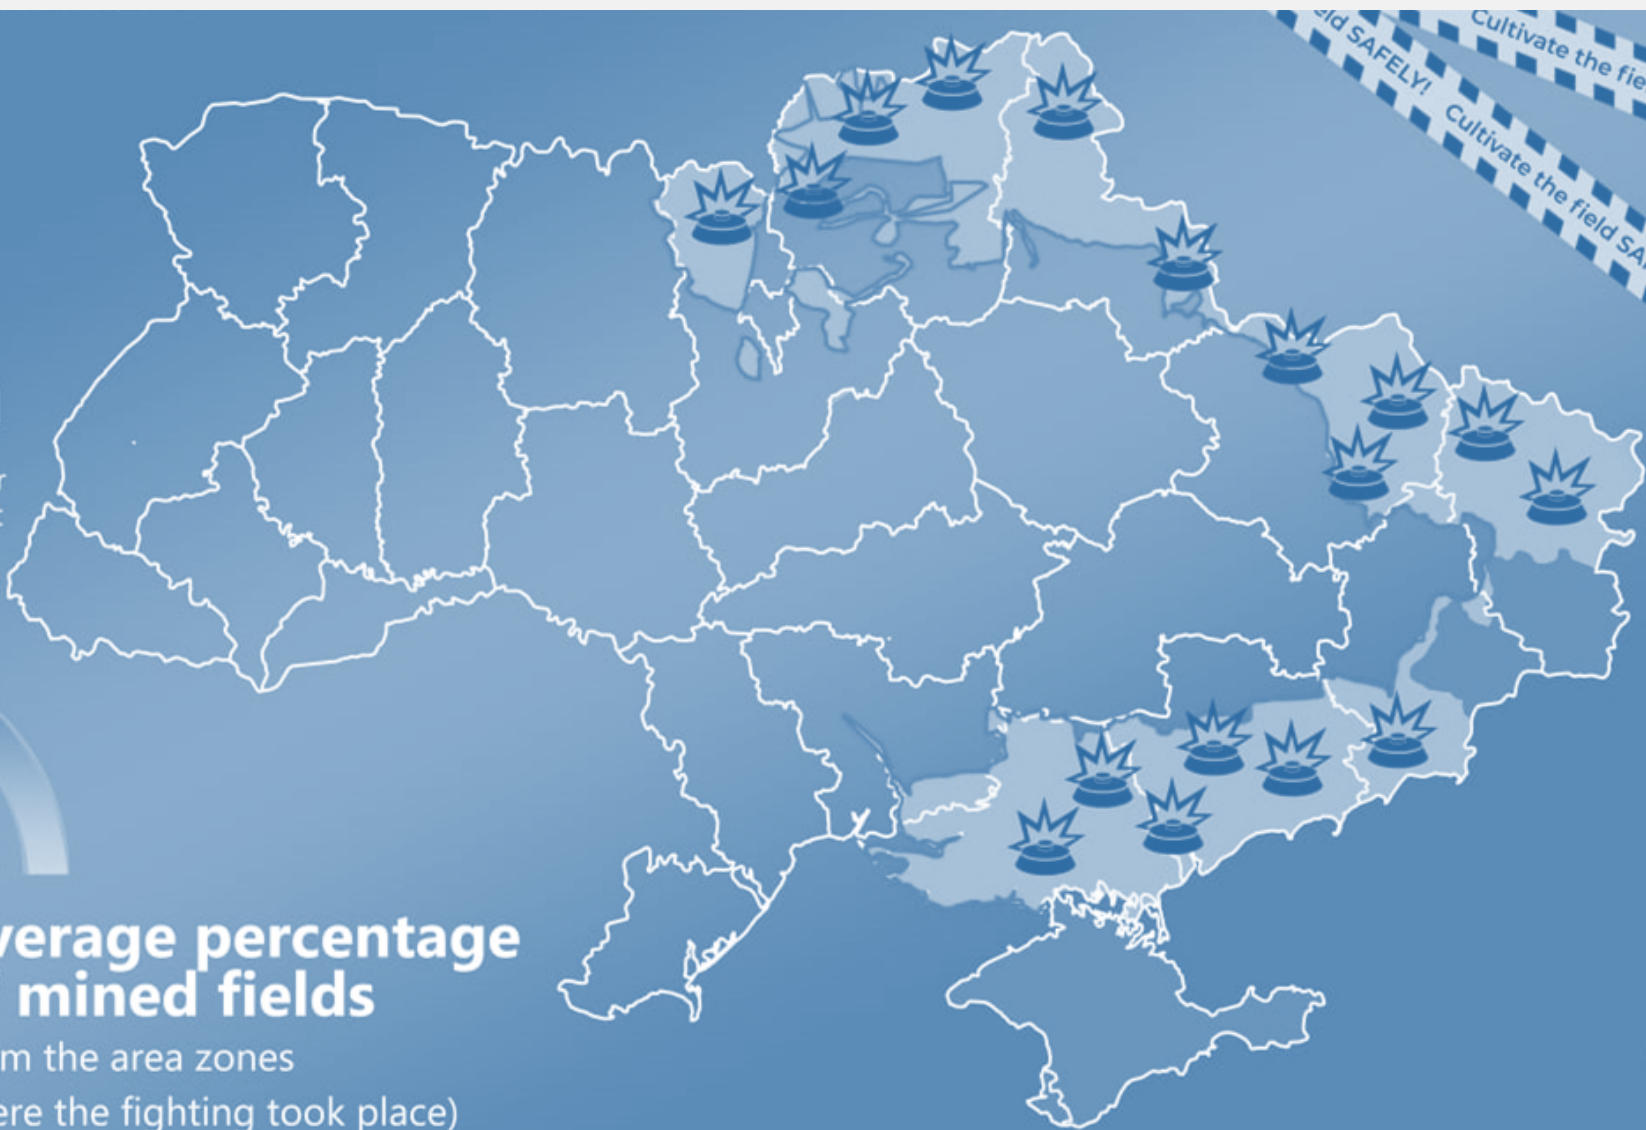 eld SAFELY! Cultivate the field SA
Cultivate the fie
verage percentage
mined fields
m the area zones
ere the fighting took place)